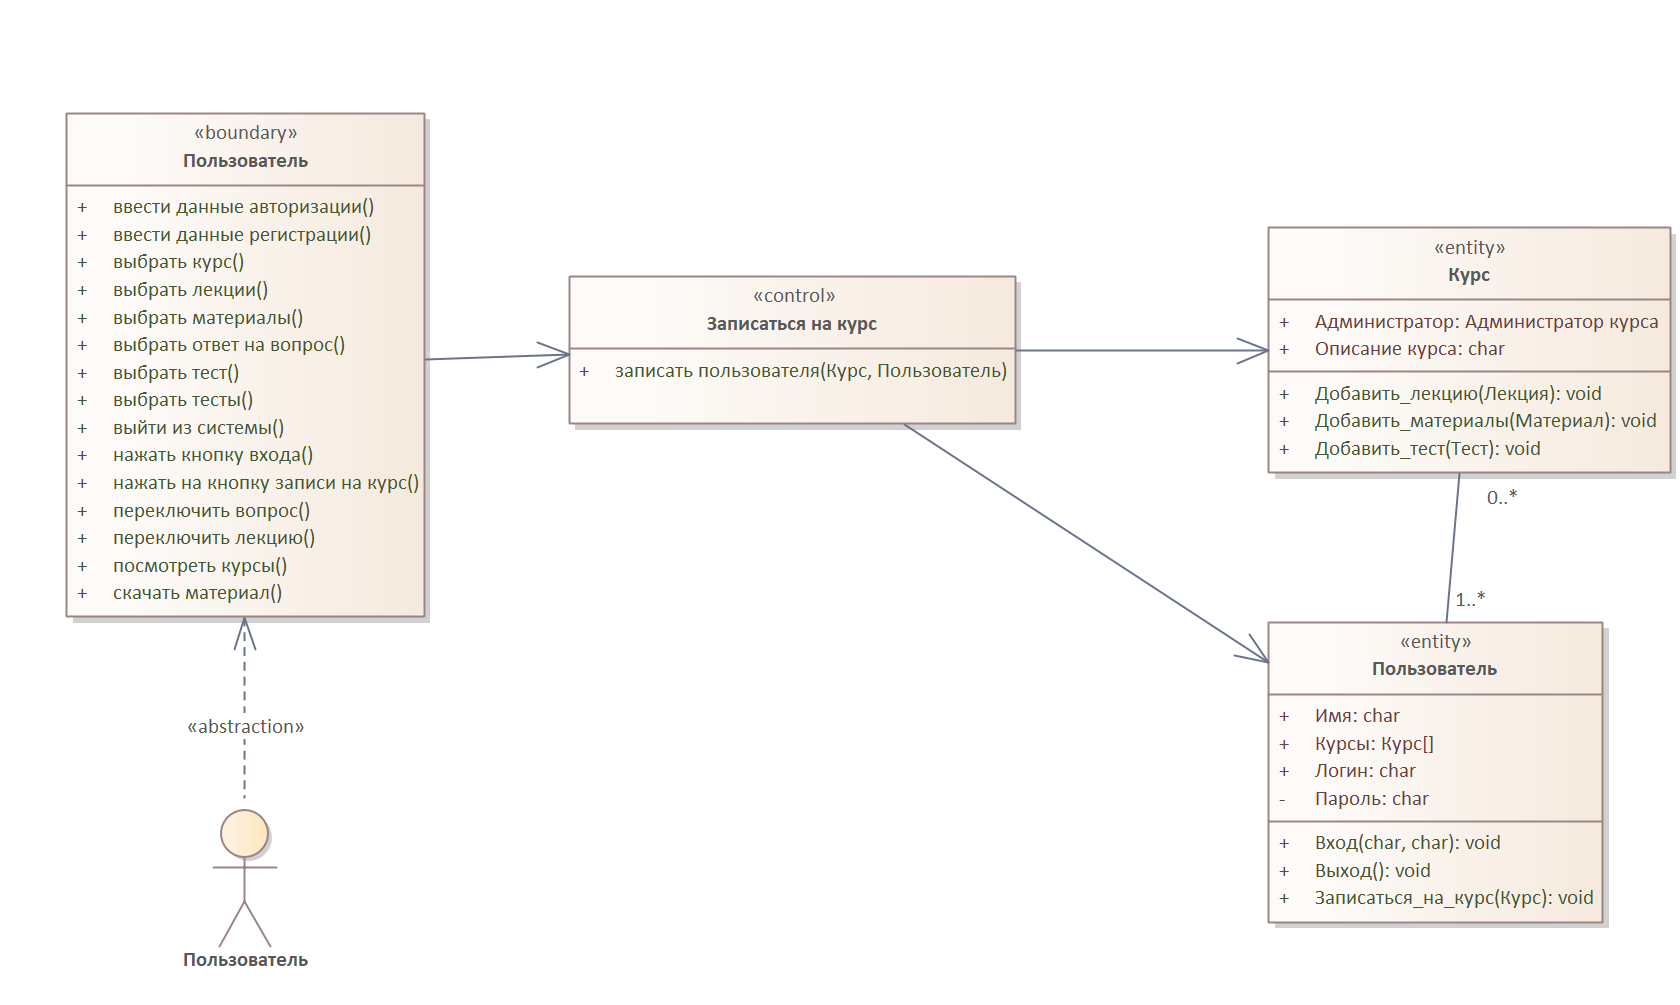 «boundary»
Пользователь
+ ввести данные авторизации()
+ ввести данные регистрации()
+ выбрать курс()
+ выбрать лекции()
+ выбрать материалы()
+ выбрать ответ на вопрос()
+ выбрать тест()
+ выбрать тесты()
+ выйти из системы()
+ нажать кнопку входа()
+ нажать на кнопку записи на курс()
+ переключить вопрос()
+ переключить лекцию()
+ посмотреть курсы()
+ скачать материал()
«abstraction»
Пользователь
«control»
Записаться на курс
+ записать пользователя(Курс, Пользователь)
«entity»
Курс
+ Администратор: Администратор курса
+ Описание курса: char
+ Добавить_лекцию(Лекция): void
+ Добавить_материалы(Материал): void
+ Добавить_тест(Тест): void
0..*
1..*
«entity»
Пользователь
+ Имя: char
+ Курсы: Курс[]
+ Логин: char
- Пароль: char
+ Вход(char, char): void
+ Выход(): void
+ Записаться_на_курс(Курс): void